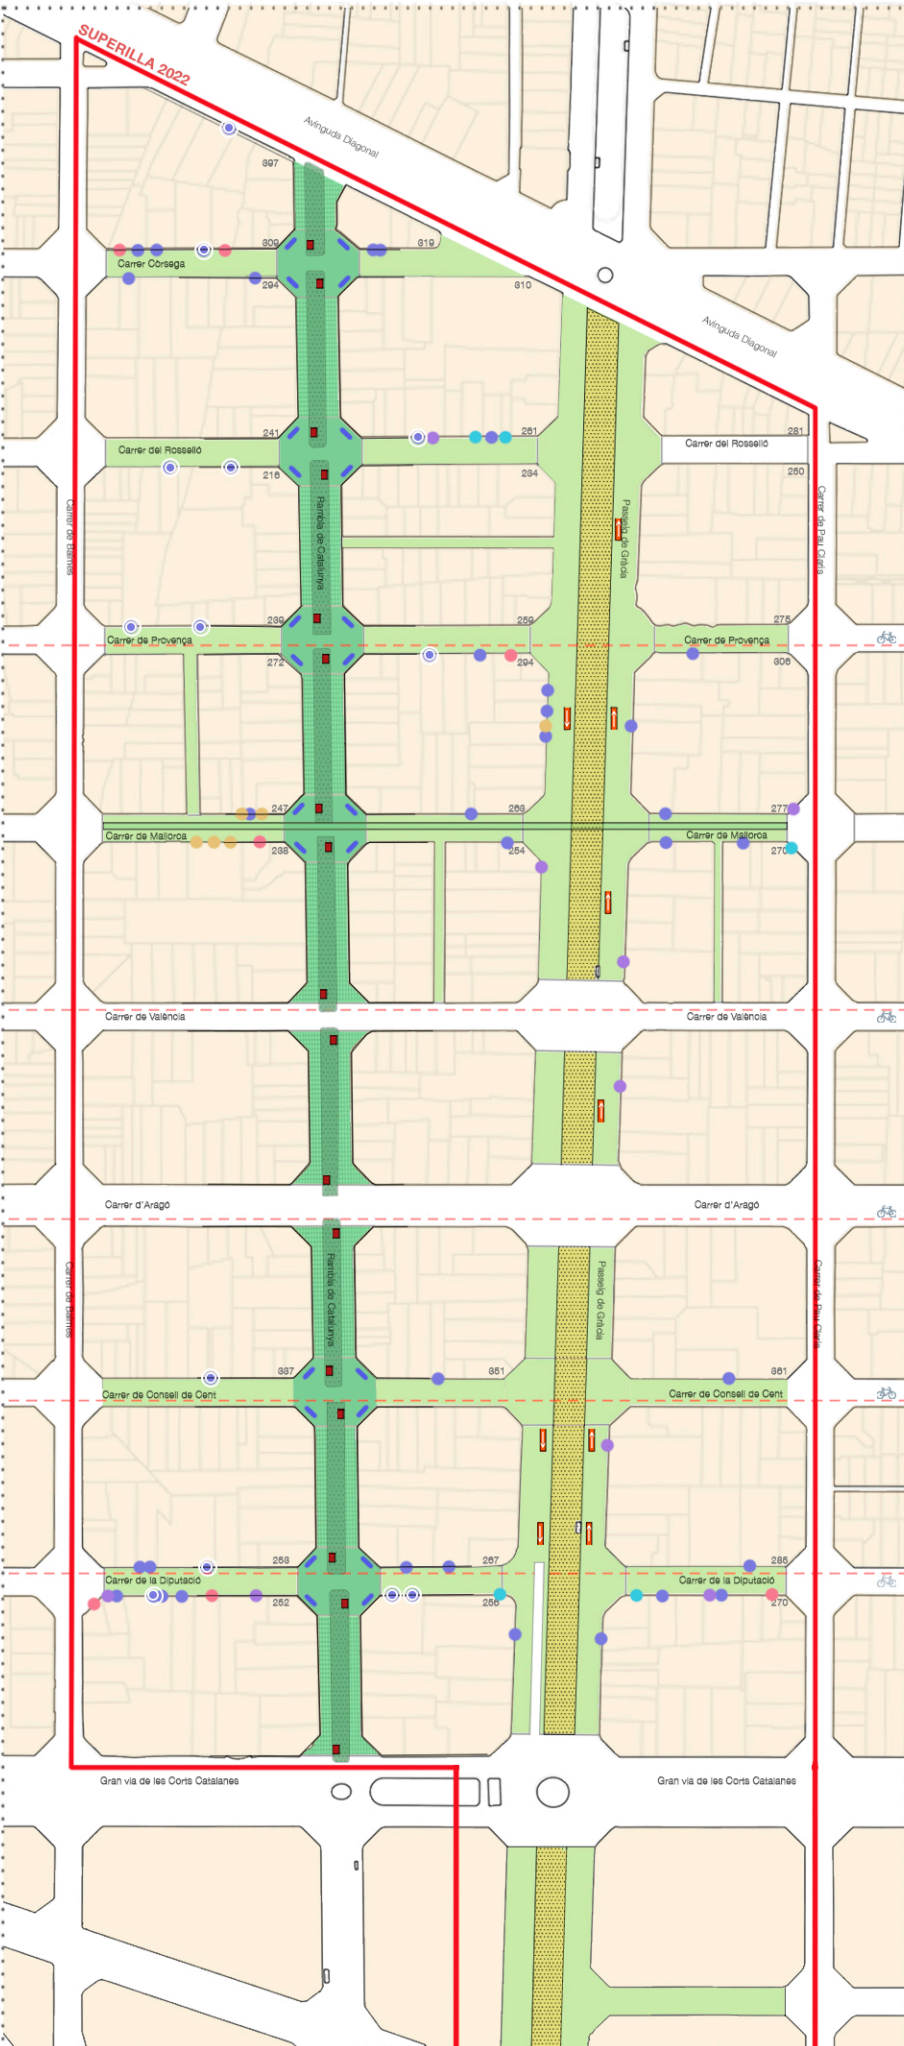 SUPERILLA 2022
Avinguda Diagonal
397
309
319
Carrer Còrsega
294
310
Avinguda Diagonal
241
261
281
Carrer del Rosselló
Carrer del Rosselló
216
234
260
Carrer de Balmes
Rambla de Catalunya
Passeig de Gràcia
Carrer de Pau Claris
239
259
275
Carrer de Provença
Carrer de Provença
272
294
306
247
263
277
Carrer de Mallorca
Carrer de Mallorca
238
254
270
Carrer de València
Carrer de València
Carrer d'Aragó
Carrer d'Aragó
Carrer de Balmes
Rambla de Catalunya
Passeig de Gràcia
Carrer de Pau Claris
337
351
361
Carrer de Consell de Cent
Carrer de Consell de Cent
253
267
285
Carrer de la Diputació
Carrer de la Diputació
252
256
270
Gran via de les Corts Catalanes
Gran via de les Corts Catalanes